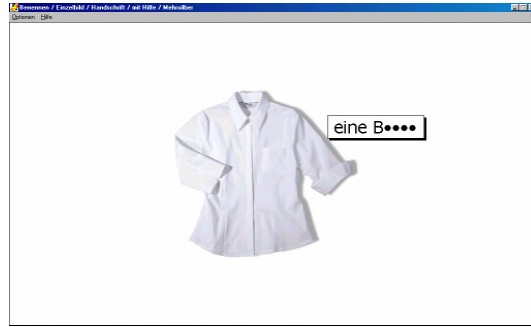 Benennen / Einzelbild / Handschrift / mit Hilfe / Mehrsilber
Optionen Hilfe
eine B●●●●